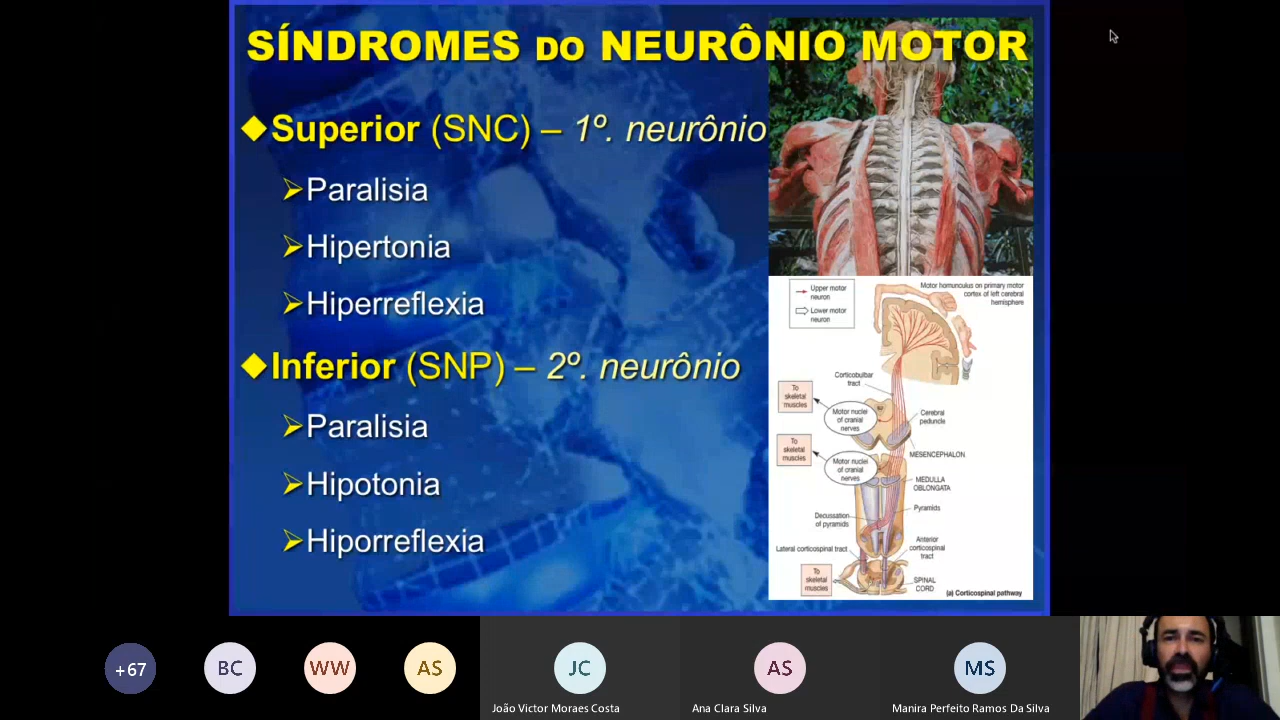 SÍNDROMES DO NEURÔNIO MOTOR
Superior (SNC) – 1º. neurônio
Paralisia
Hipertonia
Hiperreflexia
Inferior (SNP) – 2º. neurônio
Paralisia
Hipotonia
Hiporreflexia
Upper motor
neuron
Lower motor
neuron
Motor homunculus on primary motor
cortex of left cerebral
hemisphere
Corticobulbar
tract
To
skeletal
muscles
Motor nuclei
of cranial
nerves
Cerebral
peduncle
To
skeletal
muscles
MESENCEPHALON
Motor nuclei
of cranial
nerves
MEDULLA
OBLONGATA
Pyramids
Decussation
of pyramids
Anterior
corticospinal
tract
Lateral corticospinal tract
To
skeletal
muscles
SPINAL
CORD
(a) Corticospinal pathway
+67
BC
WW
AS
JC
João Victor Moraes Costa
AS
Ana Clara Silva
MS
Manira Perfeito Ramos Da Silva